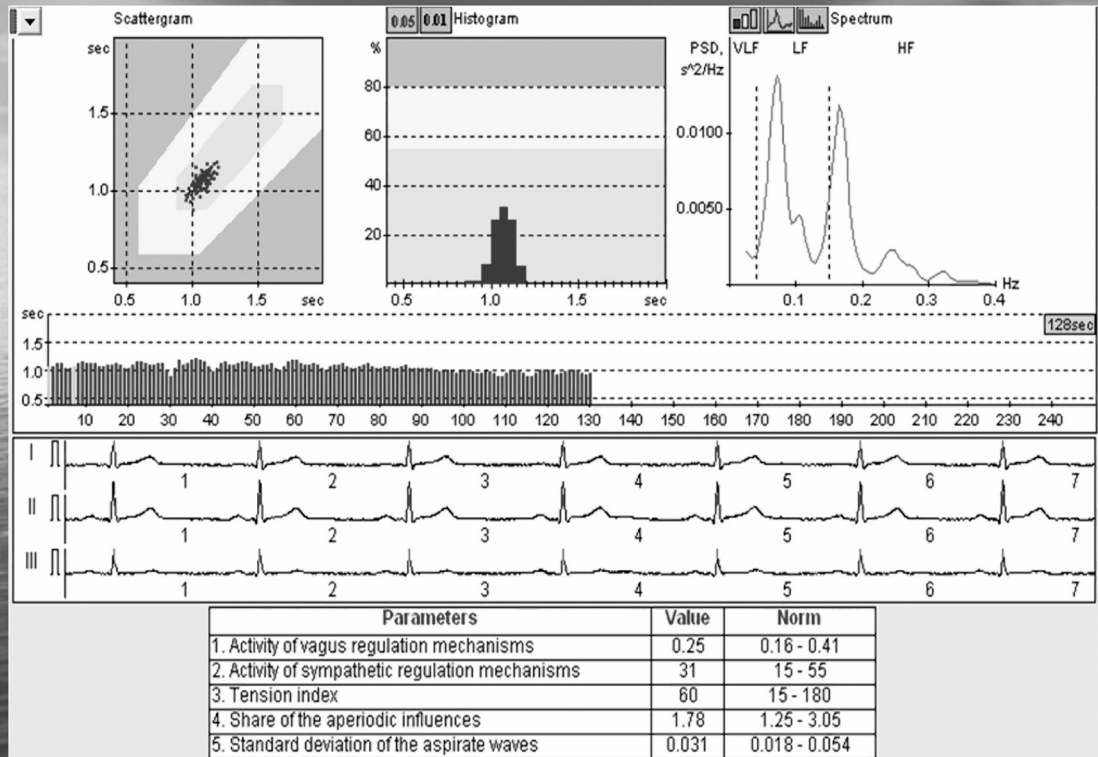 Scattergram
0.05 0.01 Histogram
Spectrum
sec
1.5
1.0
0.5
0.5 1.0 1.5 sec
%
80
60
40
20
0.5 1.0 1.5 sec
PSD, s^2/Hz
VLF LF HF
0.0100
0.0050
0.1 0.2 0.3 0.4 Hz
sec
128sec
1.5
1.0
0.5
10 20 30 40 50 60 70 80 90 100 110 120 130 140 150 160 170 180 190 200 210 220 230 240
I
1 2 3 4 5 6 7
II
1 2 3 4 5 6 7
III
1 2 3 4 5 6 7
Parameters Value Norm
1. Activity of vagus regulation mechanisms 0.25 0.16 - 0.41
2. Activity of sympathetic regulation mechanisms 31 15 - 55
3. Tension index 60 15 - 180
4. Share of the aperiodic influences 1.78 1.25 - 3.05
5. Standard deviation of the aspirate waves 0.031 0.018 - 0.054